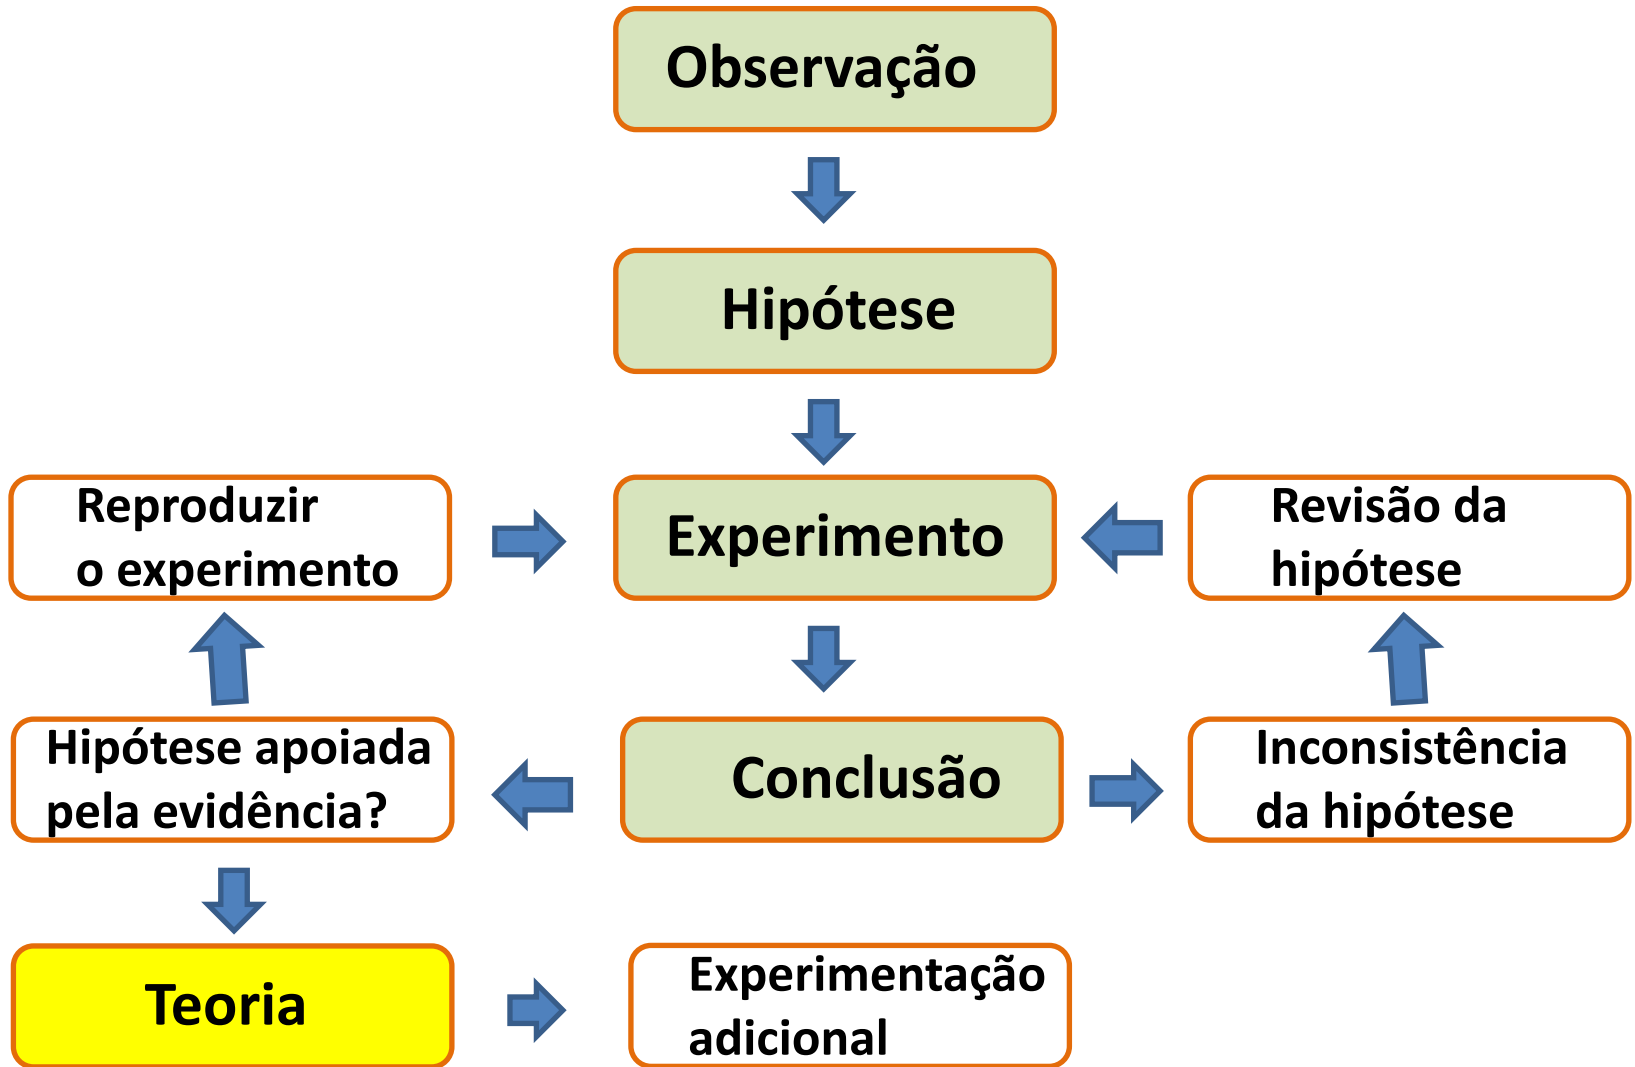 Observação
Hipótese
Reproduzir
o experimento
Experimento
Revisão da
hipótese
Hipótese apoiada
pela evidência?
Conclusão
Inconsistência
da hipótese
Teoria
Experimentação
adicional